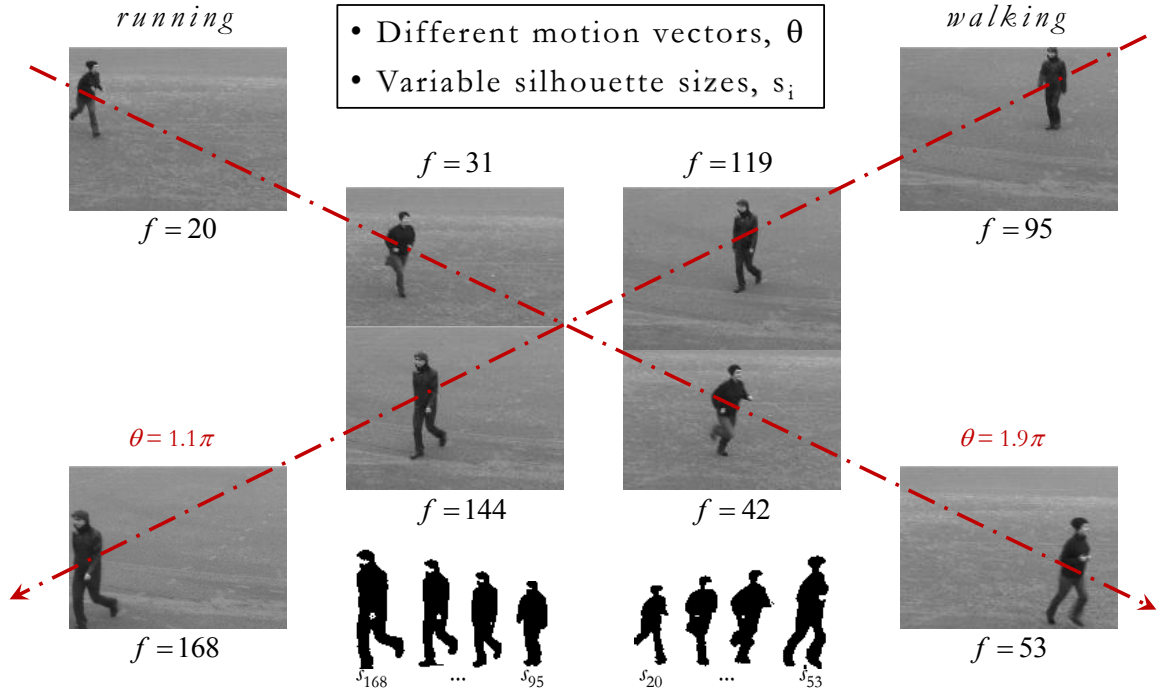 running
• Different motion vectors, θ
• Variable silhouette sizes, sᵢ
walking
f = 31
f = 119
f = 20
f = 95
θ = 1.1π
θ = 1.9π
f = 144
f = 42
f = 168
f = 53
s₁₆₈ ... s₉₅
s₂₀ ... s₅₃